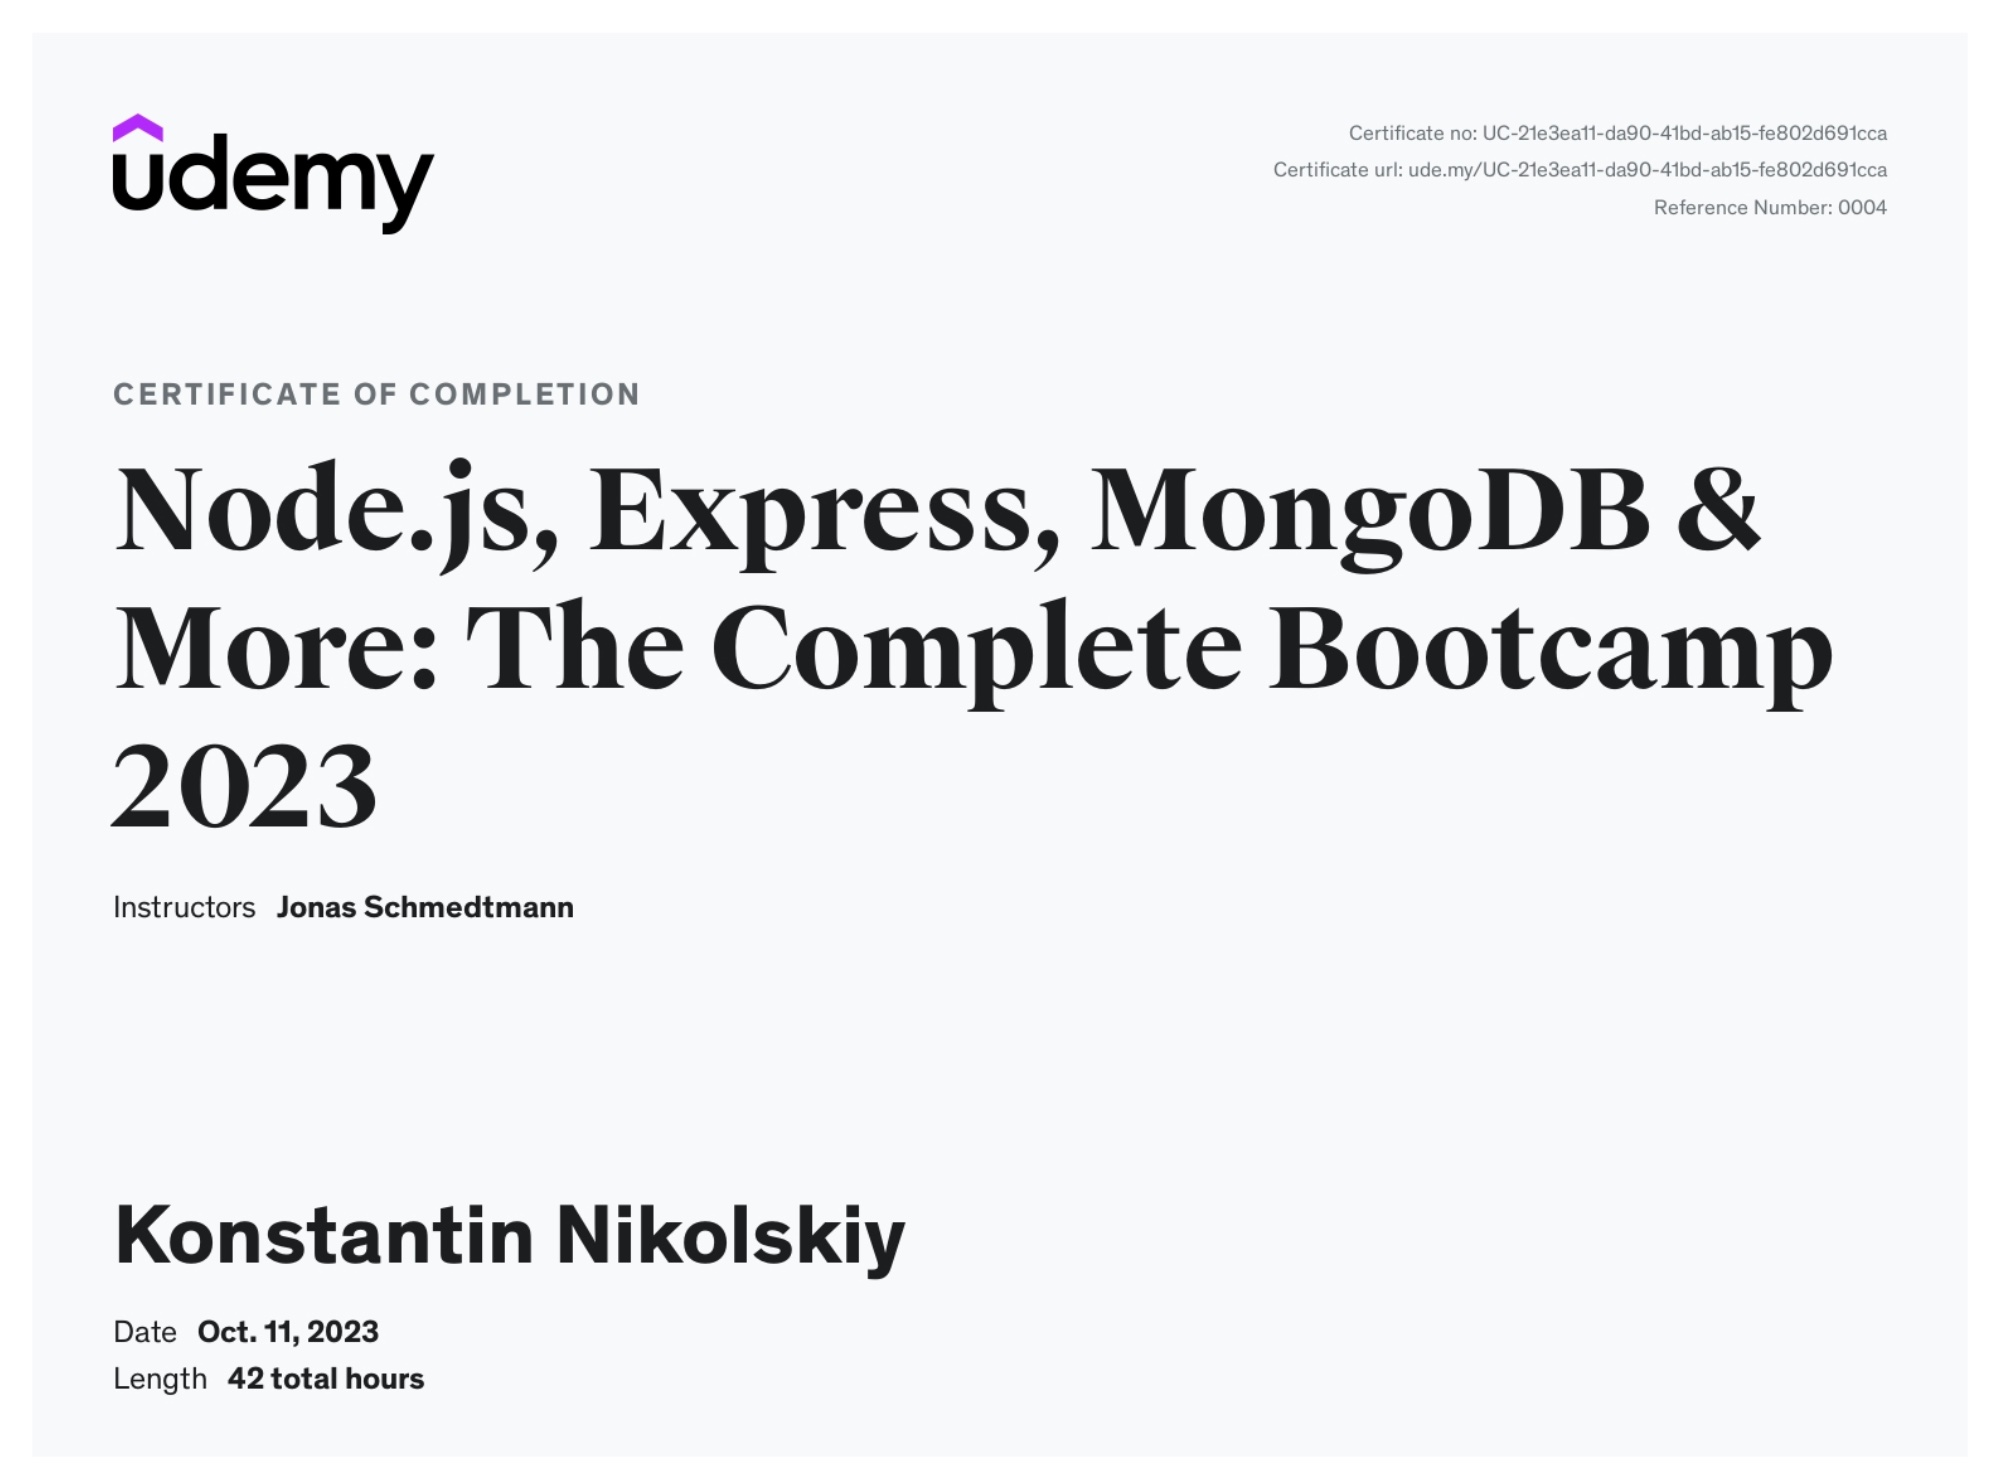 udemy
Certificate no: UC-21e3ea11-da90-41bd-ab15-fe802d691cca
Certificate url: ude.my/UC-21e3ea11-da90-41bd-ab15-fe802d691cca
Reference Number: 0004
CERTIFICATE OF COMPLETION
Node.js, Express, MongoDB &
More: The Complete Bootcamp
2023
Instructors Jonas Schmedtmann
Konstantin Nikolskiy
Date Oct. 11, 2023
Length 42 total hours